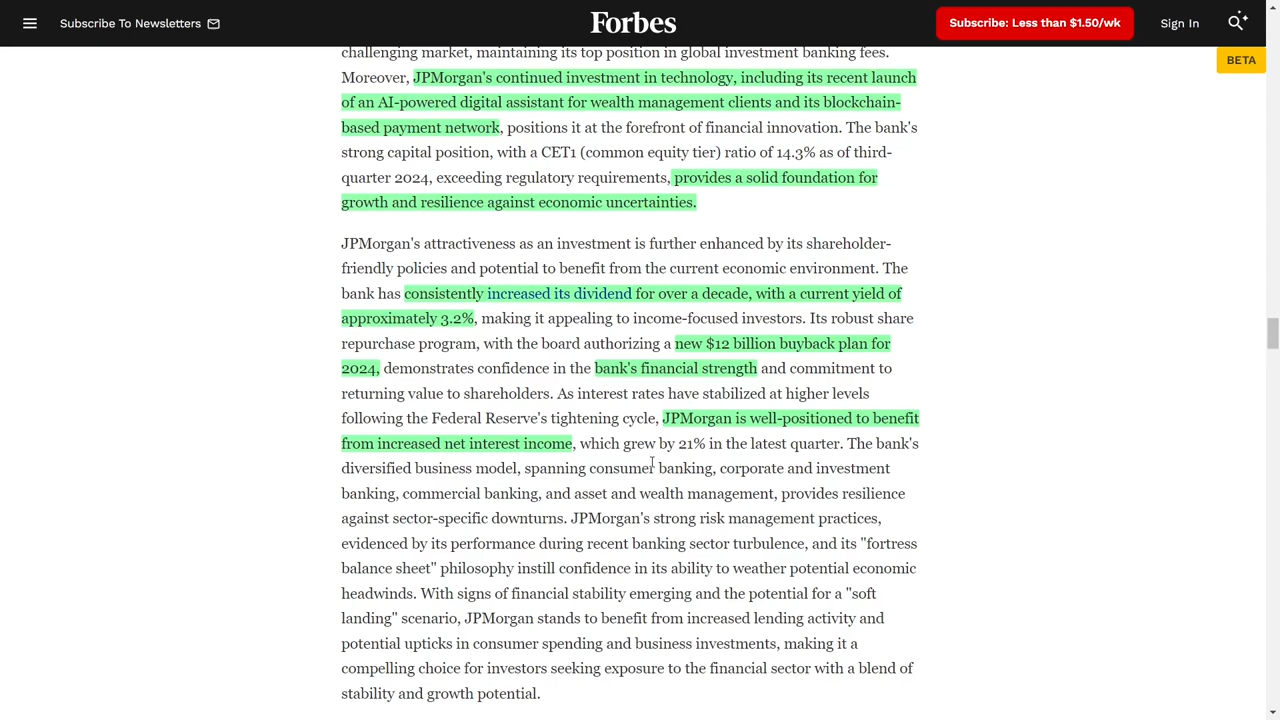 Subscribe To Newsletters
Forbes
Subscribe: Less than $1.50/wk
Sign In
BETA
challenging market, maintaining its top position in global investment banking fees.
Moreover, JPMorgan's continued investment in technology, including its recent launch
of an AI-powered digital assistant for wealth management clients and its blockchain-
based payment network, positions it at the forefront of financial innovation. The bank's
strong capital position, with a CET1 (common equity tier) ratio of 14.3% as of third-
quarter 2024, exceeding regulatory requirements, provides a solid foundation for
growth and resilience against economic uncertainties.
JPMorgan's attractiveness as an investment is further enhanced by its shareholder-
friendly policies and potential to benefit from the current economic environment. The
bank has consistently increased its dividend for over a decade, with a current yield of
approximately 3.2%, making it appealing to income-focused investors. Its robust share
repurchase program, with the board authorizing a new $12 billion buyback plan for
2024, demonstrates confidence in the bank's financial strength and commitment to
returning value to shareholders. As interest rates have stabilized at higher levels
following the Federal Reserve's tightening cycle, JPMorgan is well-positioned to benefit
from increased net interest income, which grew by 21% in the latest quarter. The bank's
diversified business model, spanning consumer banking, corporate and investment
banking, commercial banking, and asset and wealth management, provides resilience
against sector-specific downturns. JPMorgan's strong risk management practices,
evidenced by its performance during recent banking sector turbulence, and its "fortress
balance sheet" philosophy instill confidence in its ability to weather potential economic
headwinds. With signs of financial stability emerging and the potential for a "soft
landing" scenario, JPMorgan stands to benefit from increased lending activity and
potential upticks in consumer spending and business investments, making it a
compelling choice for investors seeking exposure to the financial sector with a blend of
stability and growth potential.